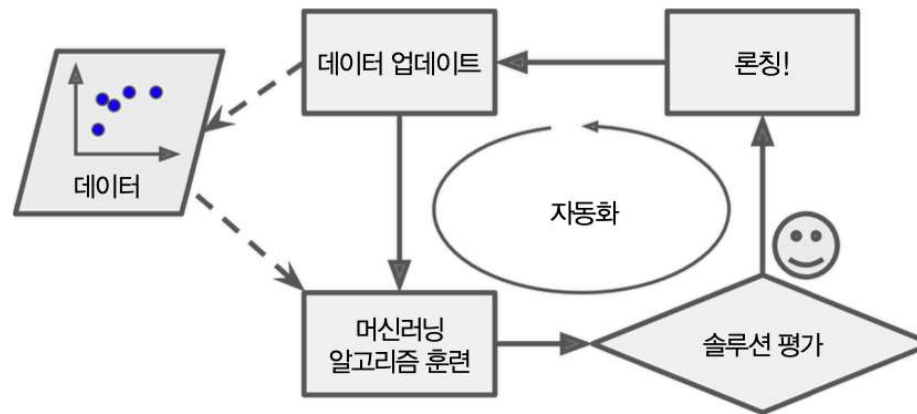 데이터 업데이트
론칭!
데이터
자동화
머신러닝
알고리즘 훈련
솔루션 평가